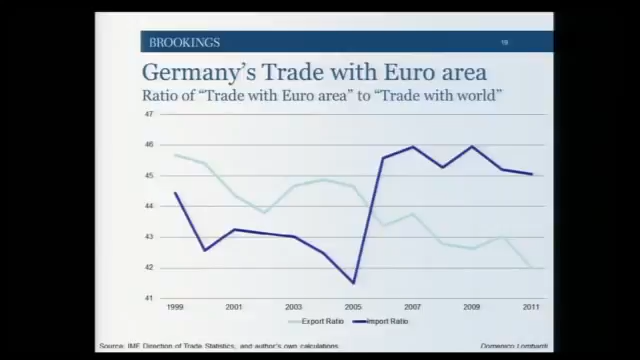 BROOKINGS
19
Germany's Trade with Euro area
Ratio of "Trade with Euro area" to "Trade with world"
47
46
45
44
43
42
41
1999 2001 2003 2005 2007 2009 2011
Export Ratio Import Ratio
Source: IMF Direction of Trade Statistics, and author's own calculations.
Domenico Lombardi